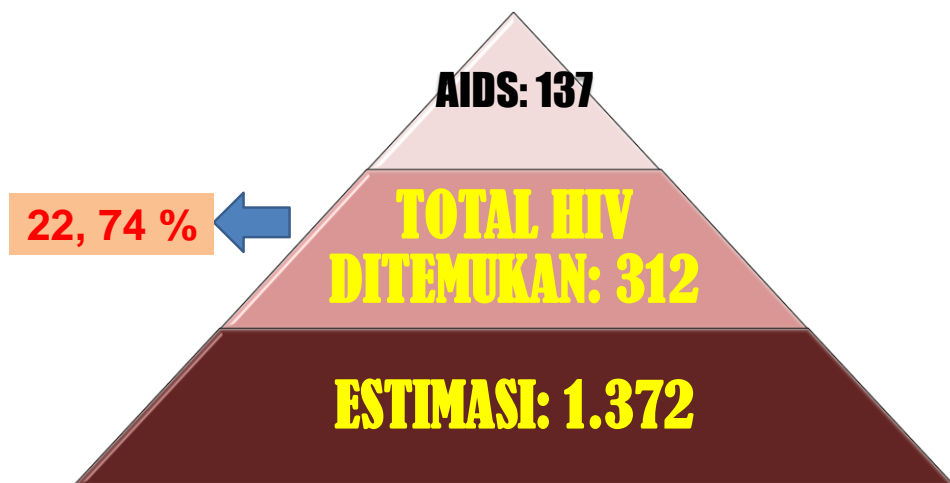 AIDS: 137
TOTAL HIV
DITEMUKAN: 312
22, 74 %
ESTIMASI: 1.372